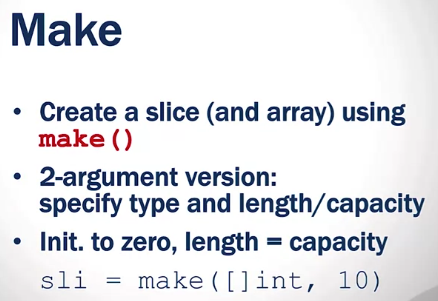 Make
• Create a slice (and array) using
make()
• 2-argument version:
specify type and length/capacity
• Init. to zero, length = capacity
sli = make([]int, 10)